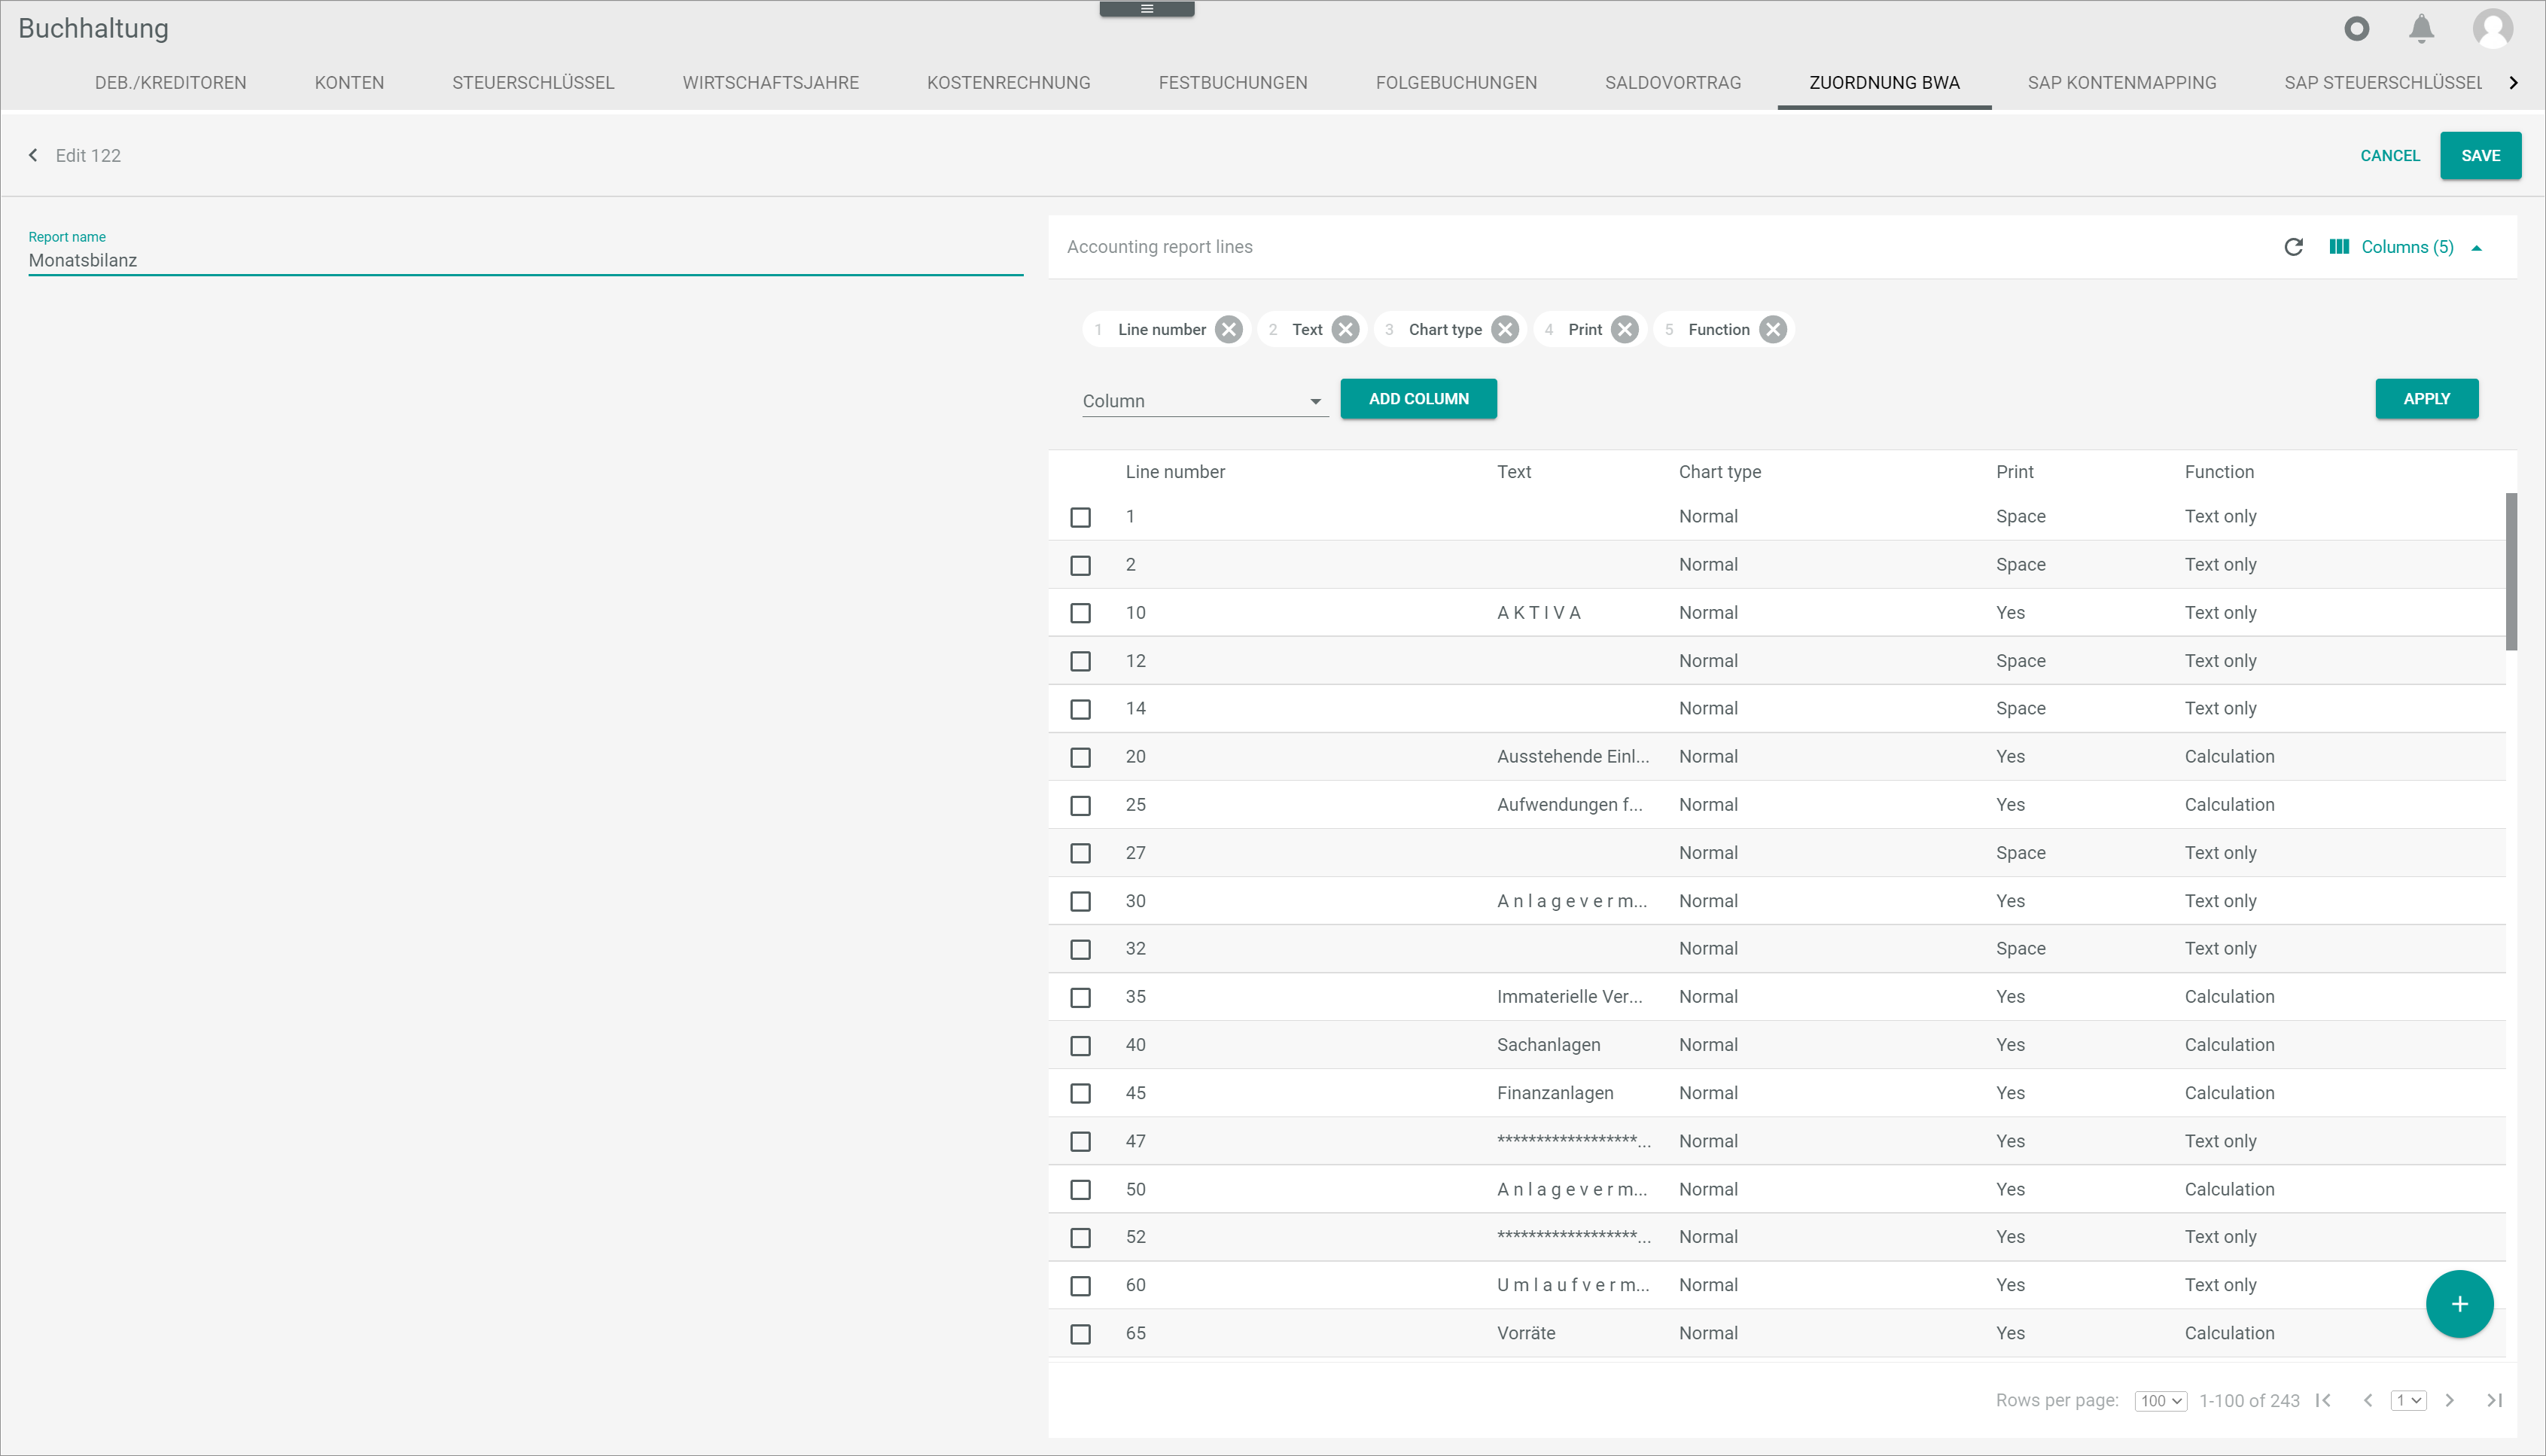 Buchhaltung
DEB./KREDITOREN KONTEN STEUERSCHLÜSSEL WIRTSCHAFTSJAHRE KOSTENRECHNUNG FESTBUCHUNGEN FOLGEBUCHUNGEN SALDOVORTRAG ZUORDNUNG BWA SAP KONTENMAPPING SAP STEUERSCHLÜSSEL
Edit 122 CANCEL SAVE
Report name
Monatsbilanz
Accounting report lines Columns (5)
1 Line number 2 Text 3 Chart type 4 Print 5 Function
Column ADD COLUMN APPLY
Line number Text Chart type Print Function
1 Normal Space Text only
2 Normal Space Text only
10 A K T I V A Normal Yes Text only
12 Normal Space Text only
14 Normal Space Text only
20 Ausstehende Einl... Normal Yes Calculation
25 Aufwendungen f... Normal Yes Calculation
27 Normal Space Text only
30 A n l a g e v e r m... Normal Yes Text only
32 Normal Space Text only
35 Immaterielle Ver... Normal Yes Calculation
40 Sachanlagen Normal Yes Calculation
45 Finanzanlagen Normal Yes Calculation
47 ******************... Normal Yes Text only
50 A n l a g e v e r m... Normal Yes Calculation
52 ******************... Normal Yes Text only
60 U m l a u f v e r m... Normal Yes Text only
65 Vorräte Normal Yes Calculation
Rows per page: 100 1-100 of 243 1